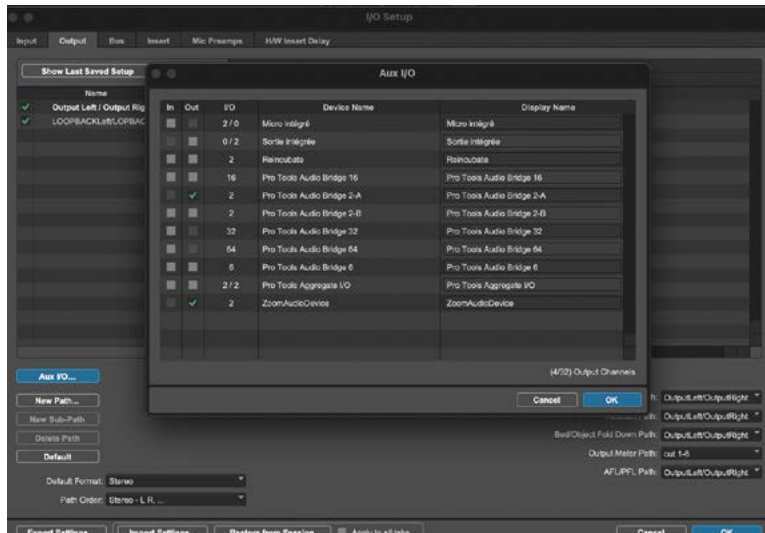 I/O Setup
Input Output Bus Insert Mic Preamps H/W Insert Delay
Show Last Saved Setup
Aux I/O
Name
Output Left / Output Rig
LOOPBACKLeft/LOPBAC
In Out I/O Device Name Display Name
2 / 0 Micro intégré Micro intégré
0 / 2 Sortie intégrée Sortie intégrée
2 Reincubate Reincubate
16 Pro Tools Audio Bridge 16 Pro Tools Audio Bridge 16
2 Pro Tools Audio Bridge 2-A Pro Tools Audio Bridge 2-A
2 Pro Tools Audio Bridge 2-B Pro Tools Audio Bridge 2-B
32 Pro Tools Audio Bridge 32 Pro Tools Audio Bridge 32
64 Pro Tools Audio Bridge 64 Pro Tools Audio Bridge 64
6 Pro Tools Audio Bridge 6 Pro Tools Audio Bridge 6
2 / 2 Pro Tools Aggregate I/O Pro Tools Aggregate I/O
2 ZoomAudioDevice ZoomAudioDevice
(4/32) Output Channels
Cancel OK
Aux I/O...
New Path...
New Sub-Path
Delete Path
Default
OutputLeft/OutputRight
OutputLeft/OutputRight
Bed/Object Fold Down Path: OutputLeft/OutputRight
Output Meter Path: out 1-6
AFL/PFL Path: OutputLeft/OutputRight
Default Format: Stereo
Path Order: Stereo - L R, ...
Export Settings... Import Settings... Restore from Session Apply to all tabs
Cancel OK